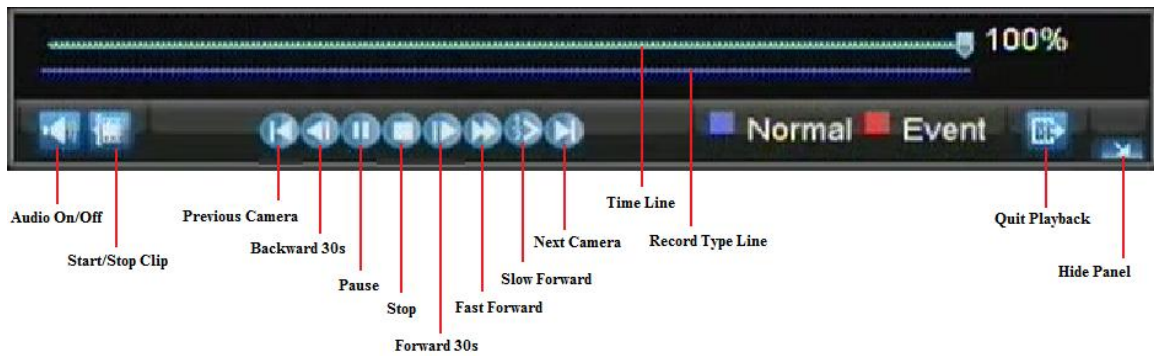 100%
Normal
Event
Audio On/Off
Start/Stop Clip
Previous Camera
Backward 30s
Pause
Stop
Forward 30s
Fast Forward
Slow Forward
Next Camera
Time Line
Record Type Line
Quit Playback
Hide Panel